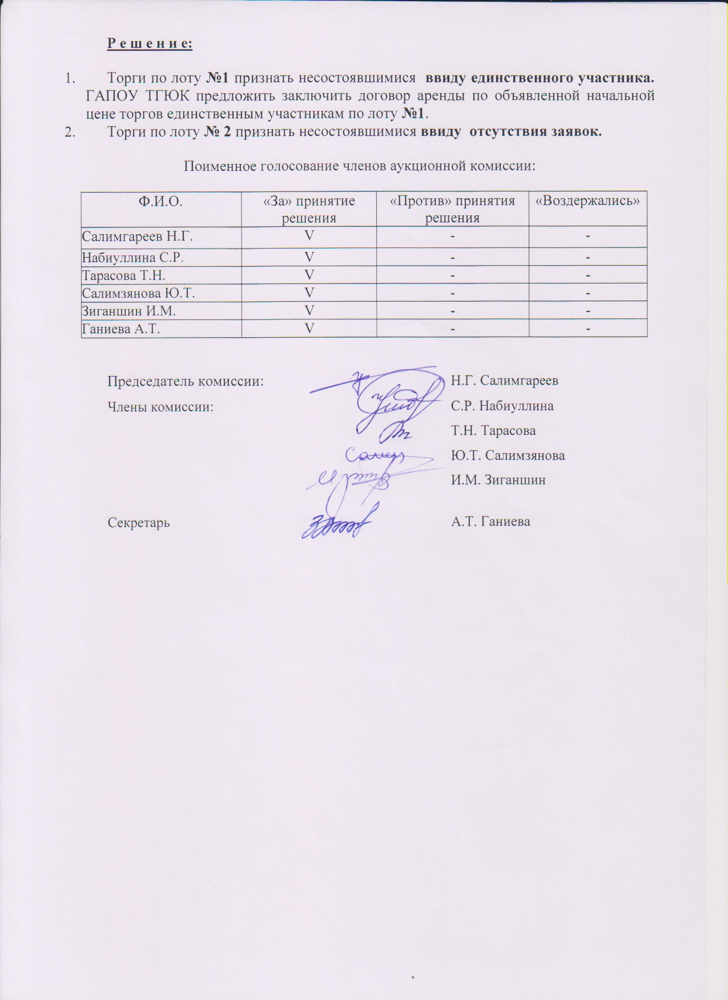 Р е ш е н и е:
1. Торги по лоту №1 признать несостоявшимися ввиду единственного участника.
ГАПОУ ТГЮК предложить заключить договор аренды по объявленной начальной
цене торгов единственным участникам по лоту №1.
2. Торги по лоту № 2 признать несостоявшимися ввиду отсутствия заявок.
Поименное голосование членов аукционной комиссии:
Ф.И.О. «За» принятие решения «Против» принятия решения «Воздержались»
Салимгареев Н.Г. V - -
Набиуллина С.Р. V - -
Тарасова Т.Н. V - -
Салимзянова Ю.Т. V - -
Зиганшин И.М. V - -
Ганиева А.Т. V - -
Председатель комиссии: Н.Г. Салимгареев
Члены комиссии: С.Р. Набиуллина
Т.Н. Тарасова
Ю.Т. Салимзянова
И.М. Зиганшин
Секретарь А.Т. Ганиева